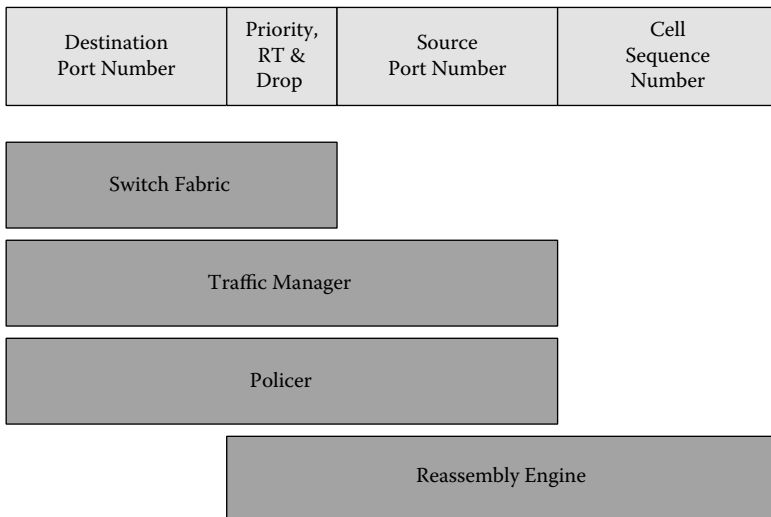 Destination
Port Number
Priority,
RT &
Drop
Source
Port Number
Cell
Sequence
Number
Switch Fabric
Traffic Manager
Policer
Reassembly Engine